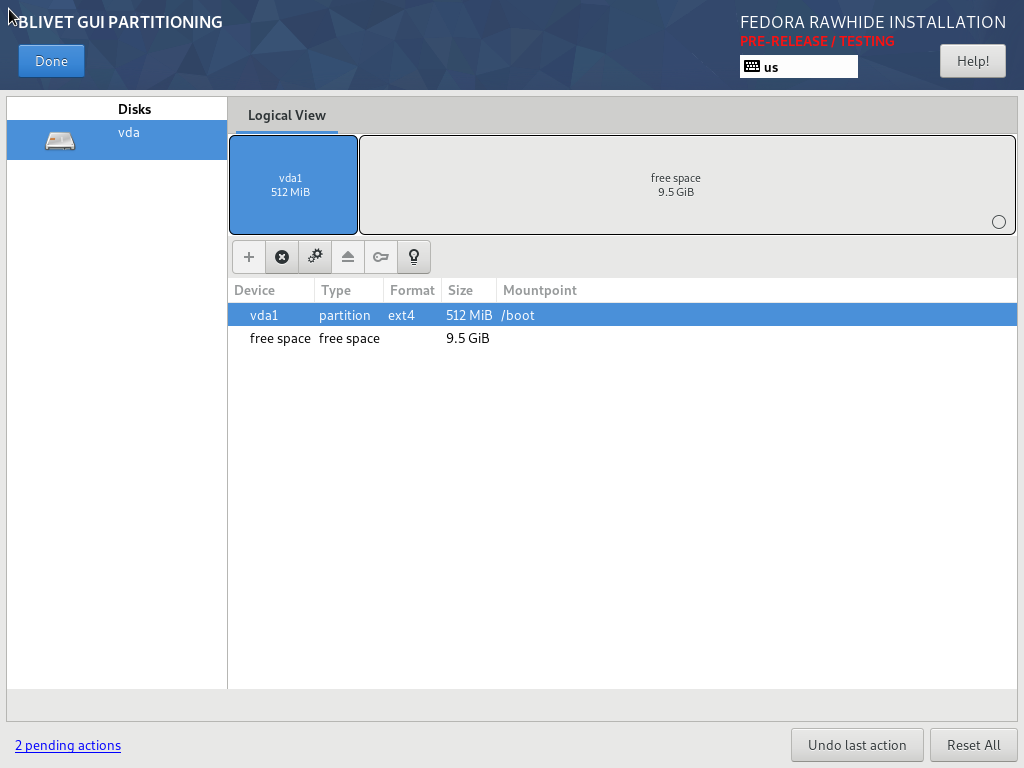 BLIVET GUI PARTITIONING
FEDORA RAWHIDE INSTALLATION
PRE-RELEASE / TESTING
Done
us
Help!
Disks
vda
Logical View
vda1
512 MiB
free space
9.5 GiB
Device Type Format Size Mountpoint
vda1 partition ext4 512 MiB /boot
free space free space 9.5 GiB
2 pending actions
Undo last action
Reset All